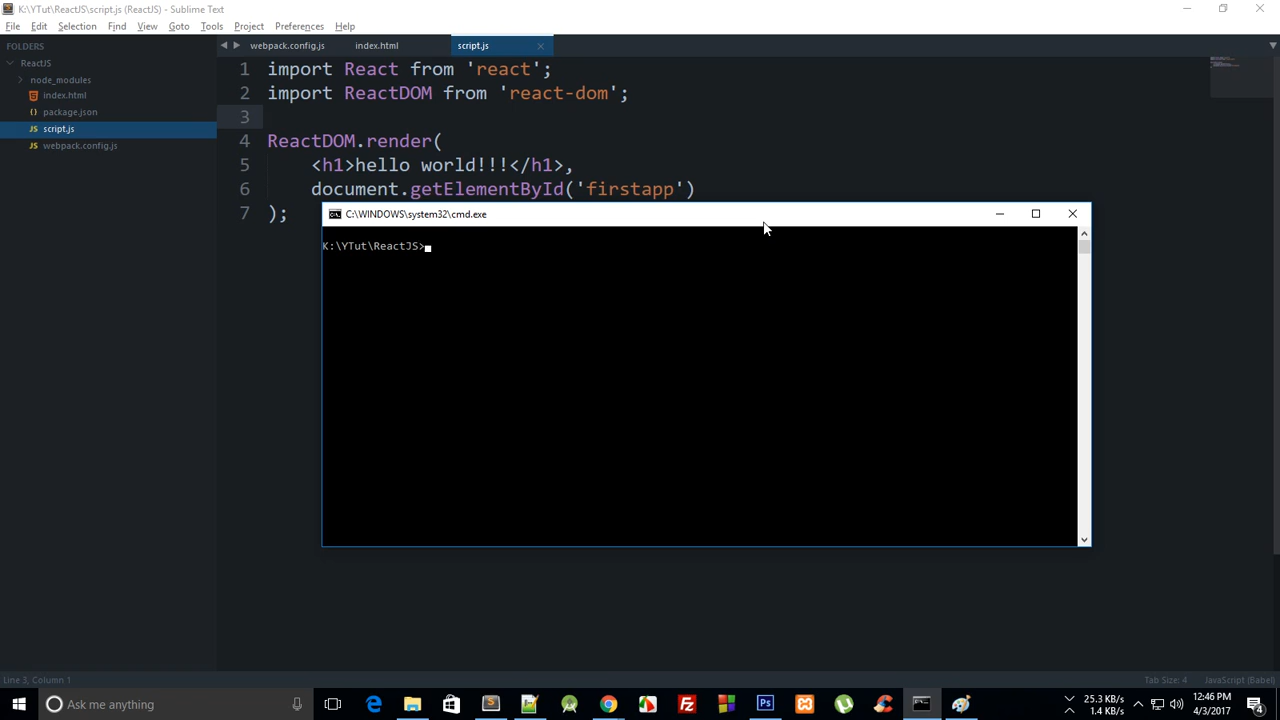 K:\YTut\ReactJS\script.js (ReactJS) - Sublime Text
File Edit Selection Find View Goto Tools Project Preferences Help
FOLDERS
ReactJS
node_modules
index.html
package.json
script.js
webpack.config.js
webpack.config.js index.html script.js
1 import React from 'react';
2 import ReactDOM from 'react-dom';
3
4 ReactDOM.render(
5 <h1>hello world!!!</h1>,
6 document.getElementById('firstapp')
7 );
C:\WINDOWS\system32\cmd.exe
K:\YTut\ReactJS>
Line 3, Column 1 Tab Size: 4 JavaScript (Babel)
Ask me anything
25.3 KB/s
1.4 KB/s
12:46 PM
4/3/2017
4